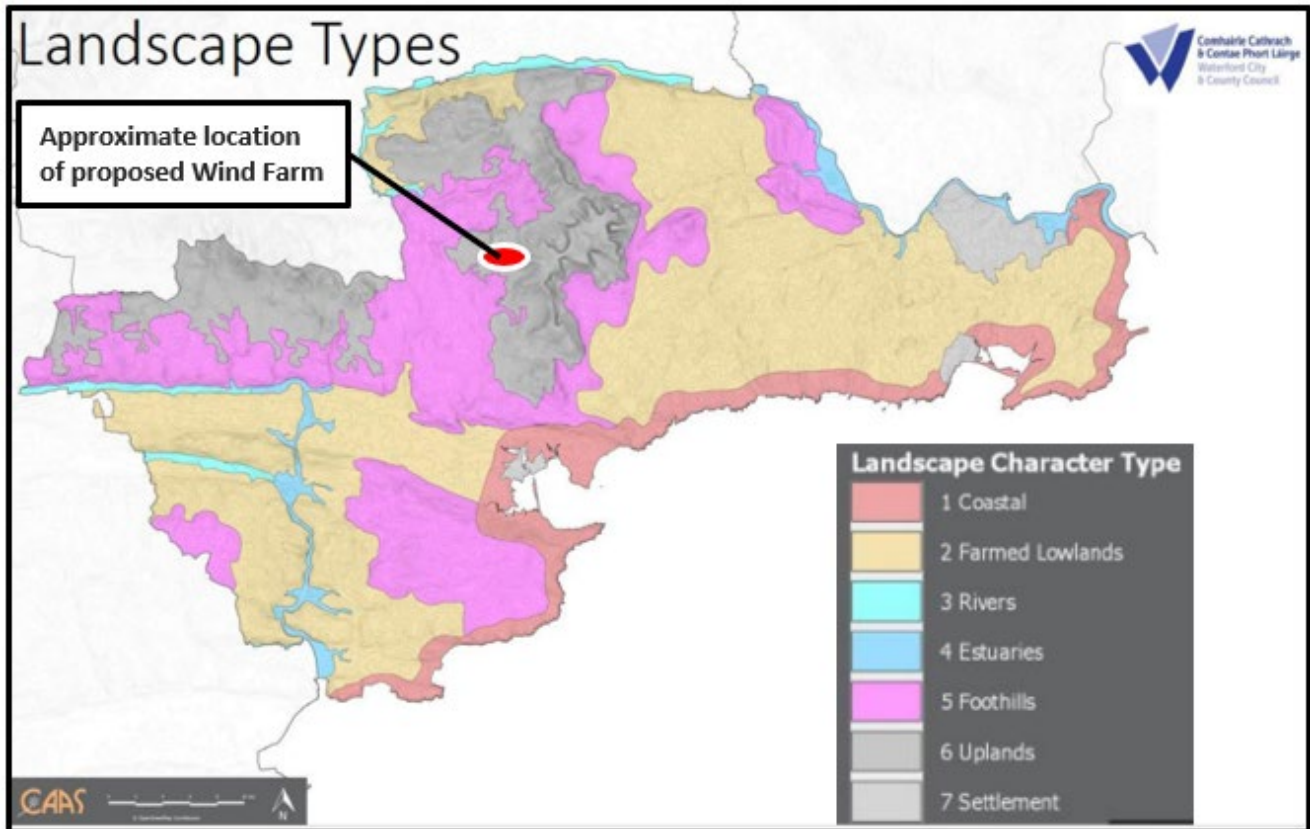 Landscape Types
Comhairle Cathrach
& Contae Phort Láirge
Waterford City
& County Council
Approximate location
of proposed Wind Farm
Landscape Character Type
1 Coastal
2 Farmed Lowlands
3 Rivers
4 Estuaries
5 Foothills
6 Uplands
7 Settlement
CAAS
N